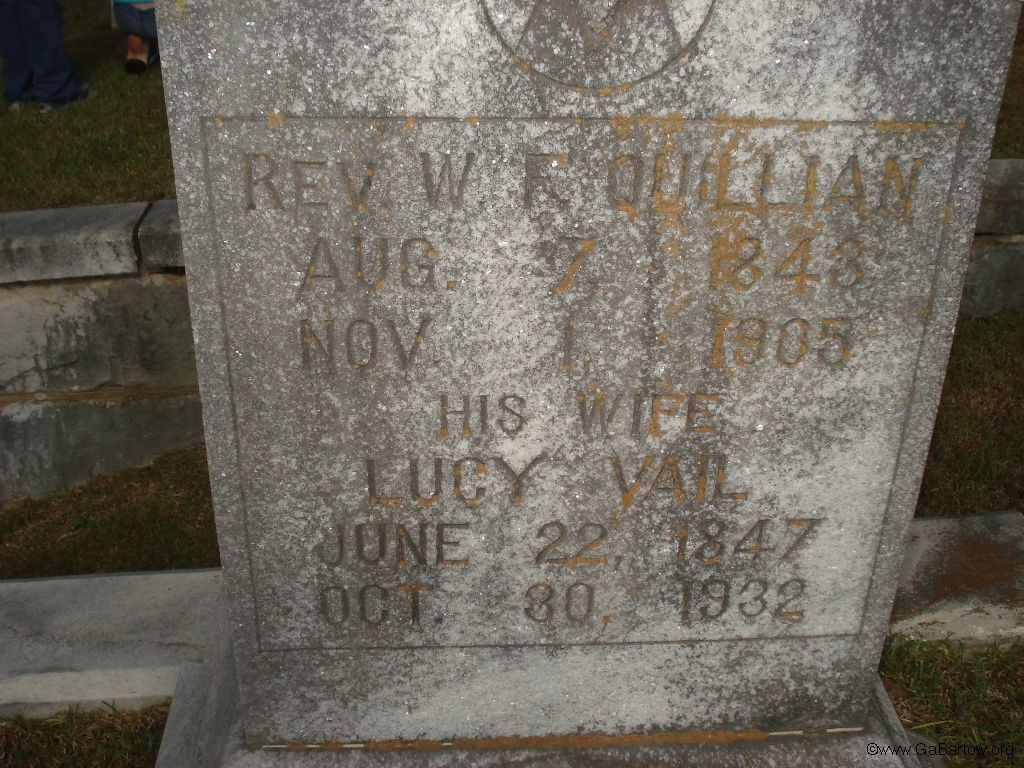 REV. W. F. QUILLIAN
AUG. 7, 1843
NOV. 1, 1905
HIS WIFE
LUCY VAIL
JUNE 22, 1847
OCT. 30, 1932
©www.GaBartow.org